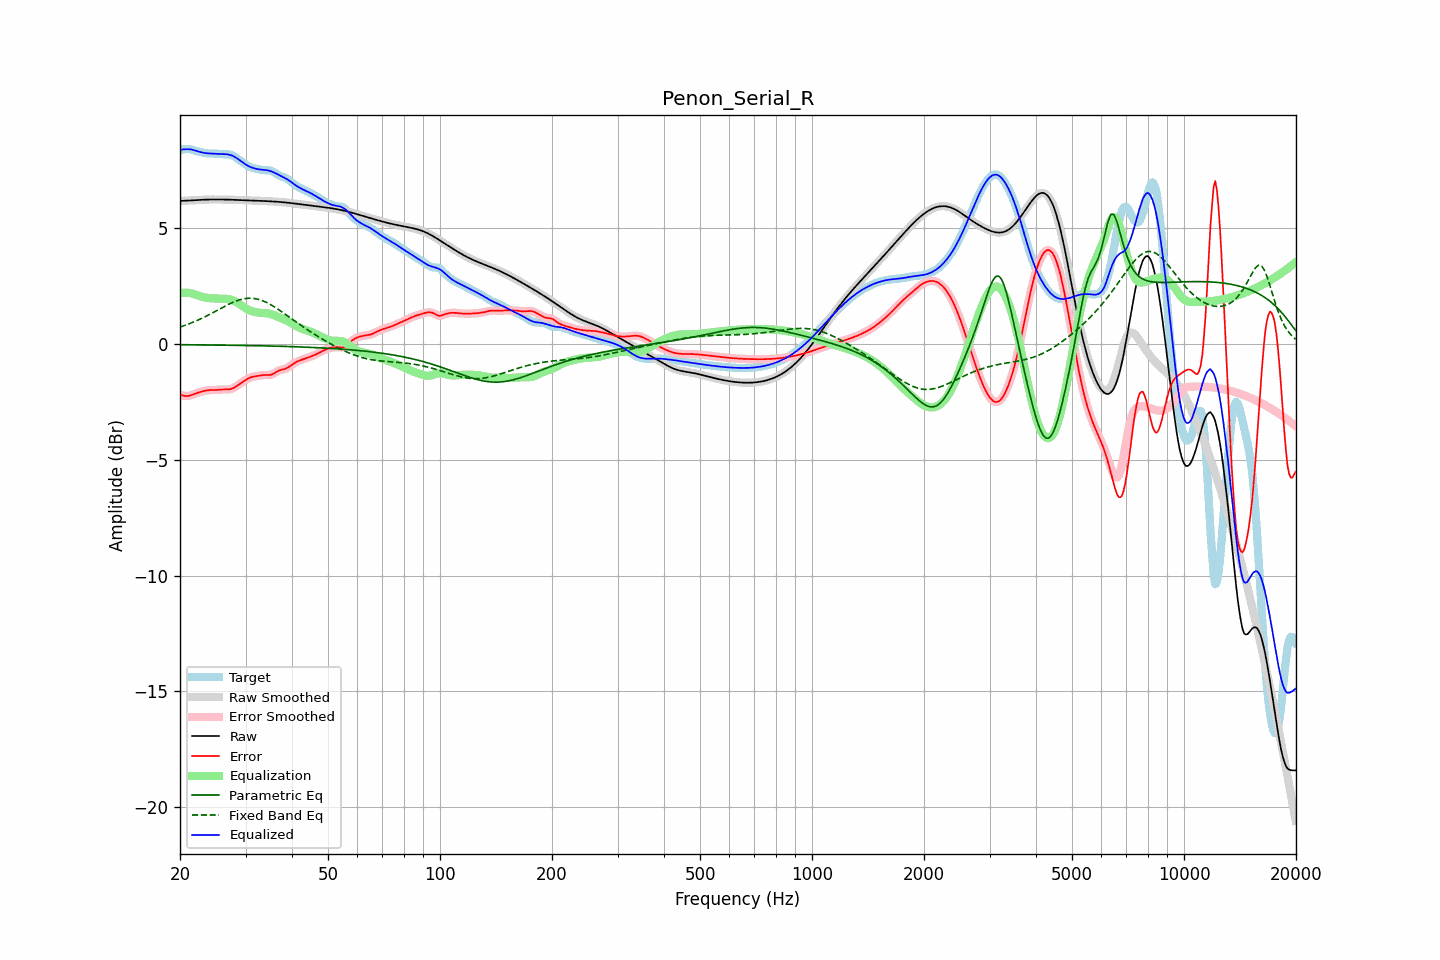 Penon_Serial_R
5
0
−5
−10
−15
−20
Amplitude (dBr)
Target
Raw Smoothed
Error Smoothed
Raw
Error
Equalization
Parametric Eq
Fixed Band Eq
Equalized
20 50 100 200 500 1000 2000 5000 10000 20000
Frequency (Hz)